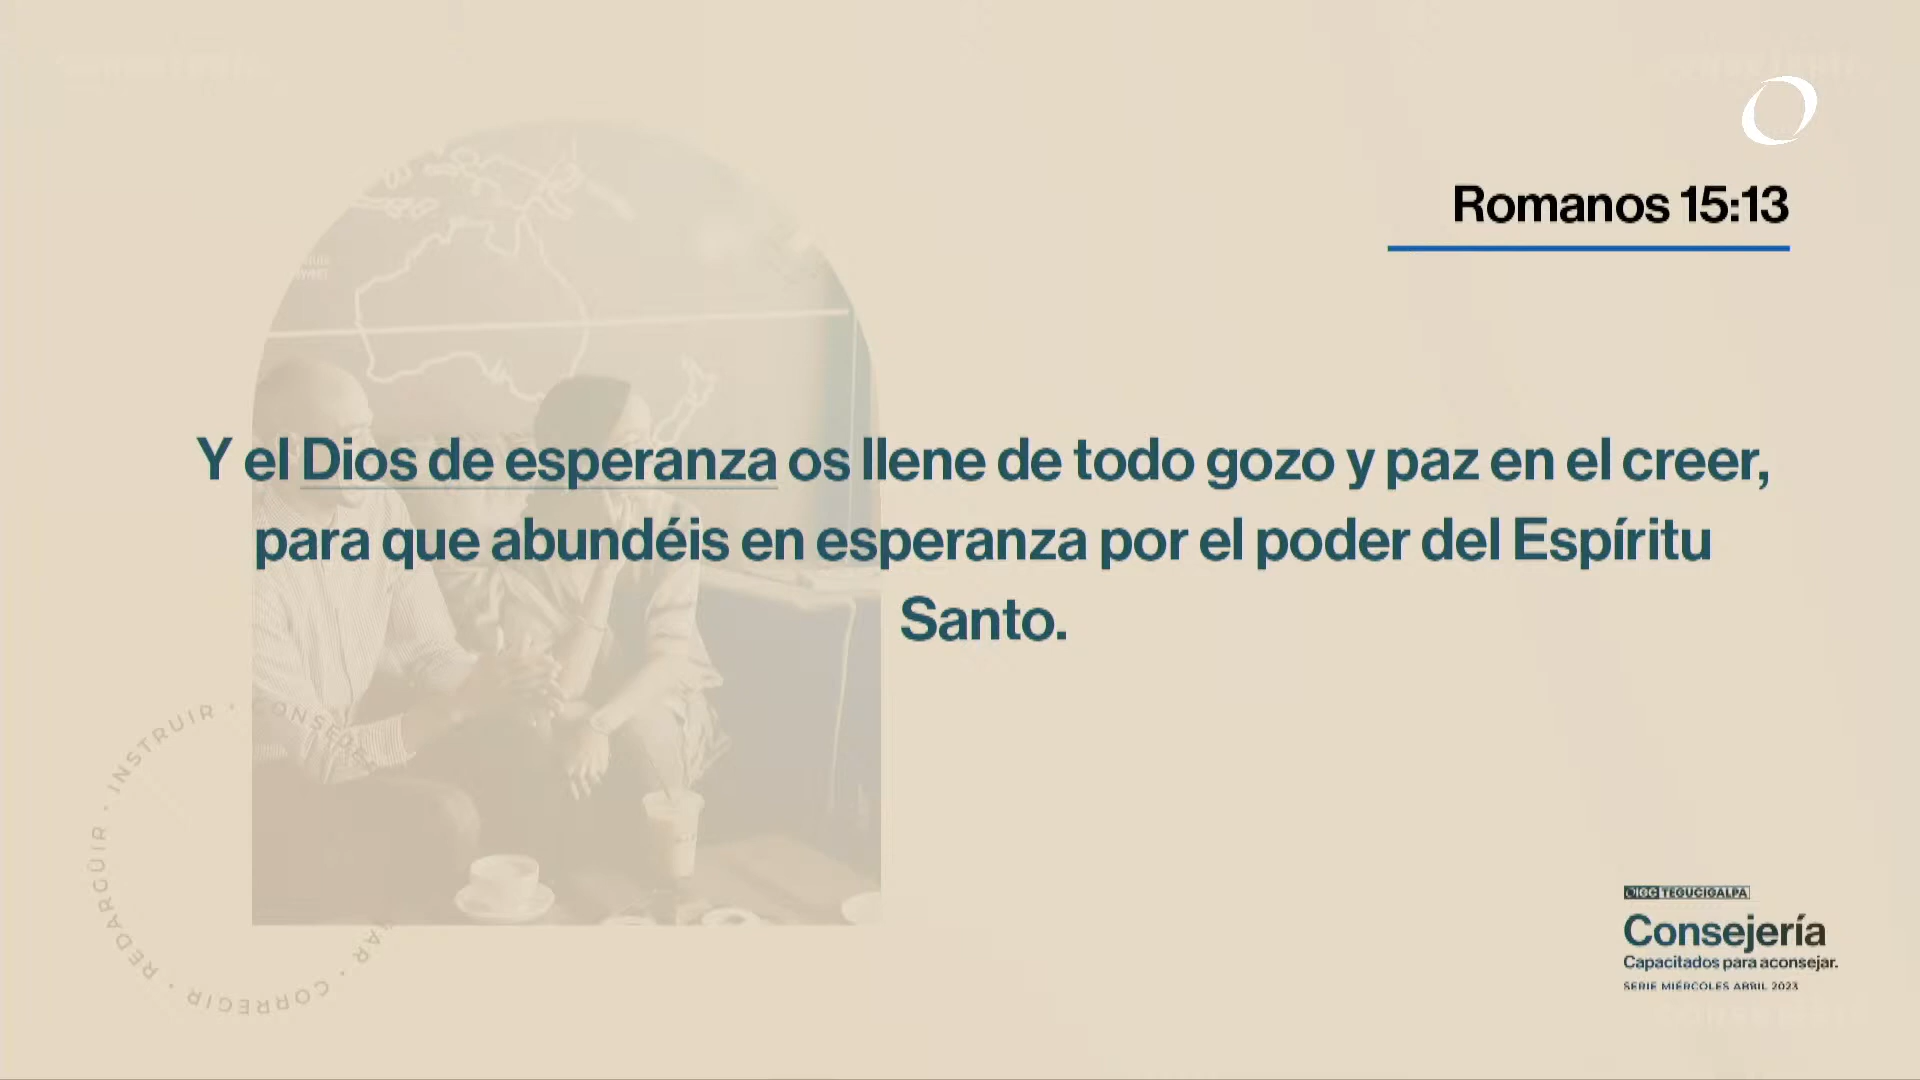 Romanos 15:13
Y el Dios de esperanza os llene de todo gozo y paz en el creer,
para que abundéis en esperanza por el poder del Espíritu
Santo.
INSTRUIR ·
REDARGÜIR ·
CORREGIR ·
IGC TEGUCIGALPA
Consejería
Capacitados para aconsejar.
SERIE MIÉRCOLES ABRIL 2023